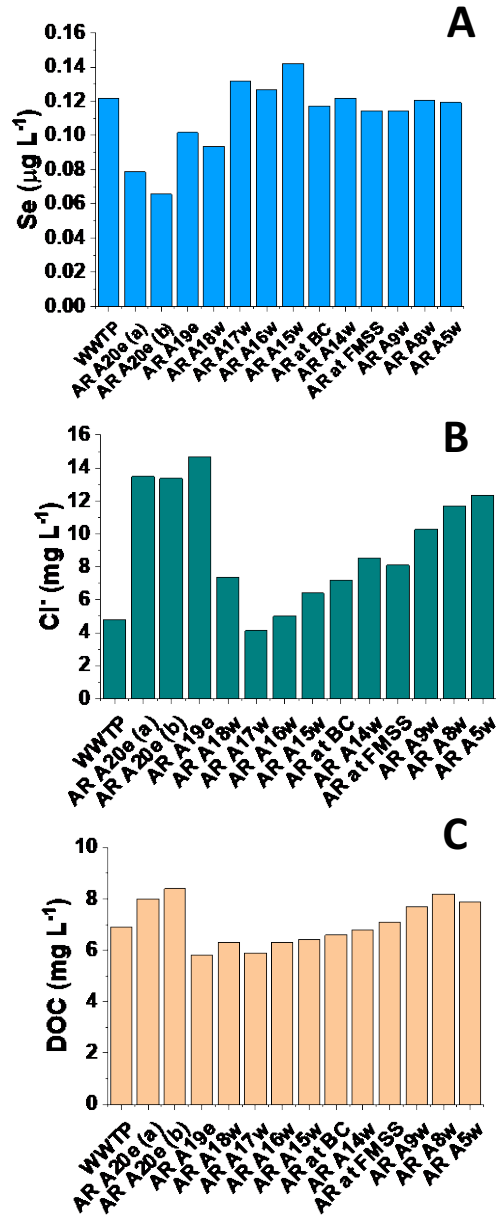 A
Se (µg L-1)
0.16
0.14
0.12
0.10
0.08
0.06
0.04
0.02
0.00
WWTP
AR A20e (a)
AR A20e (b)
AR A19e
AR A18w
AR A17w
AR A16w
AR A15w
AR at BC
AR A14w
AR at FMSS
AR A9w
AR A8w
AR A5w
B
Cl- (mg L-1)
16
14
12
10
8
6
4
2
0
WWTP
AR A20e (a)
AR A20e (b)
AR A19e
AR A18w
AR A17w
AR A16w
AR A15w
AR at BC
AR A14w
AR at FMSS
AR A9w
AR A8w
AR A5w
C
DOC (mg L-1)
10
8
6
4
2
0
WWTP
AR A20e (a)
AR A20e (b)
AR A19e
AR A18w
AR A17w
AR A16w
AR A15w
AR at BC
AR A14w
AR at FMSS
AR A9w
AR A8w
AR A5w